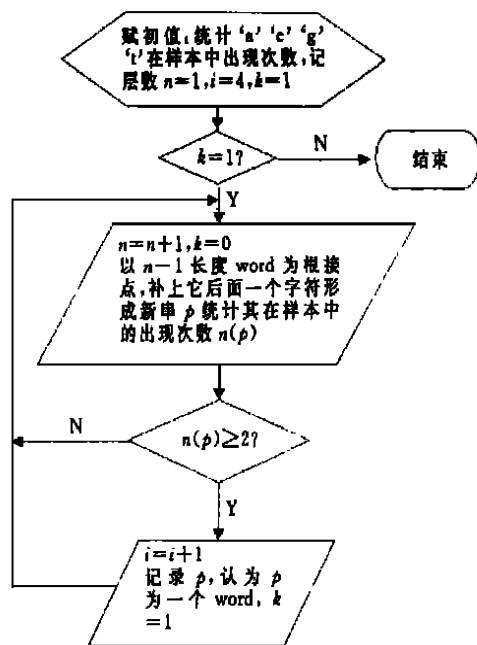 赋初值:统计'a' 'c' 'g'
't'在样本中出现次数,记
层数 n=1,i=4,k=1
k=1?
N
结束
Y
n=n+1,k=0
以 n-1 长度 word 为根接
点,补上它后面一个字符形
成新串 p 统计其在样本中
的出现次数 n(p)
N
n(p)≥2?
Y
i=i+1
记录 p,认为 p
为一个 word, k
=1